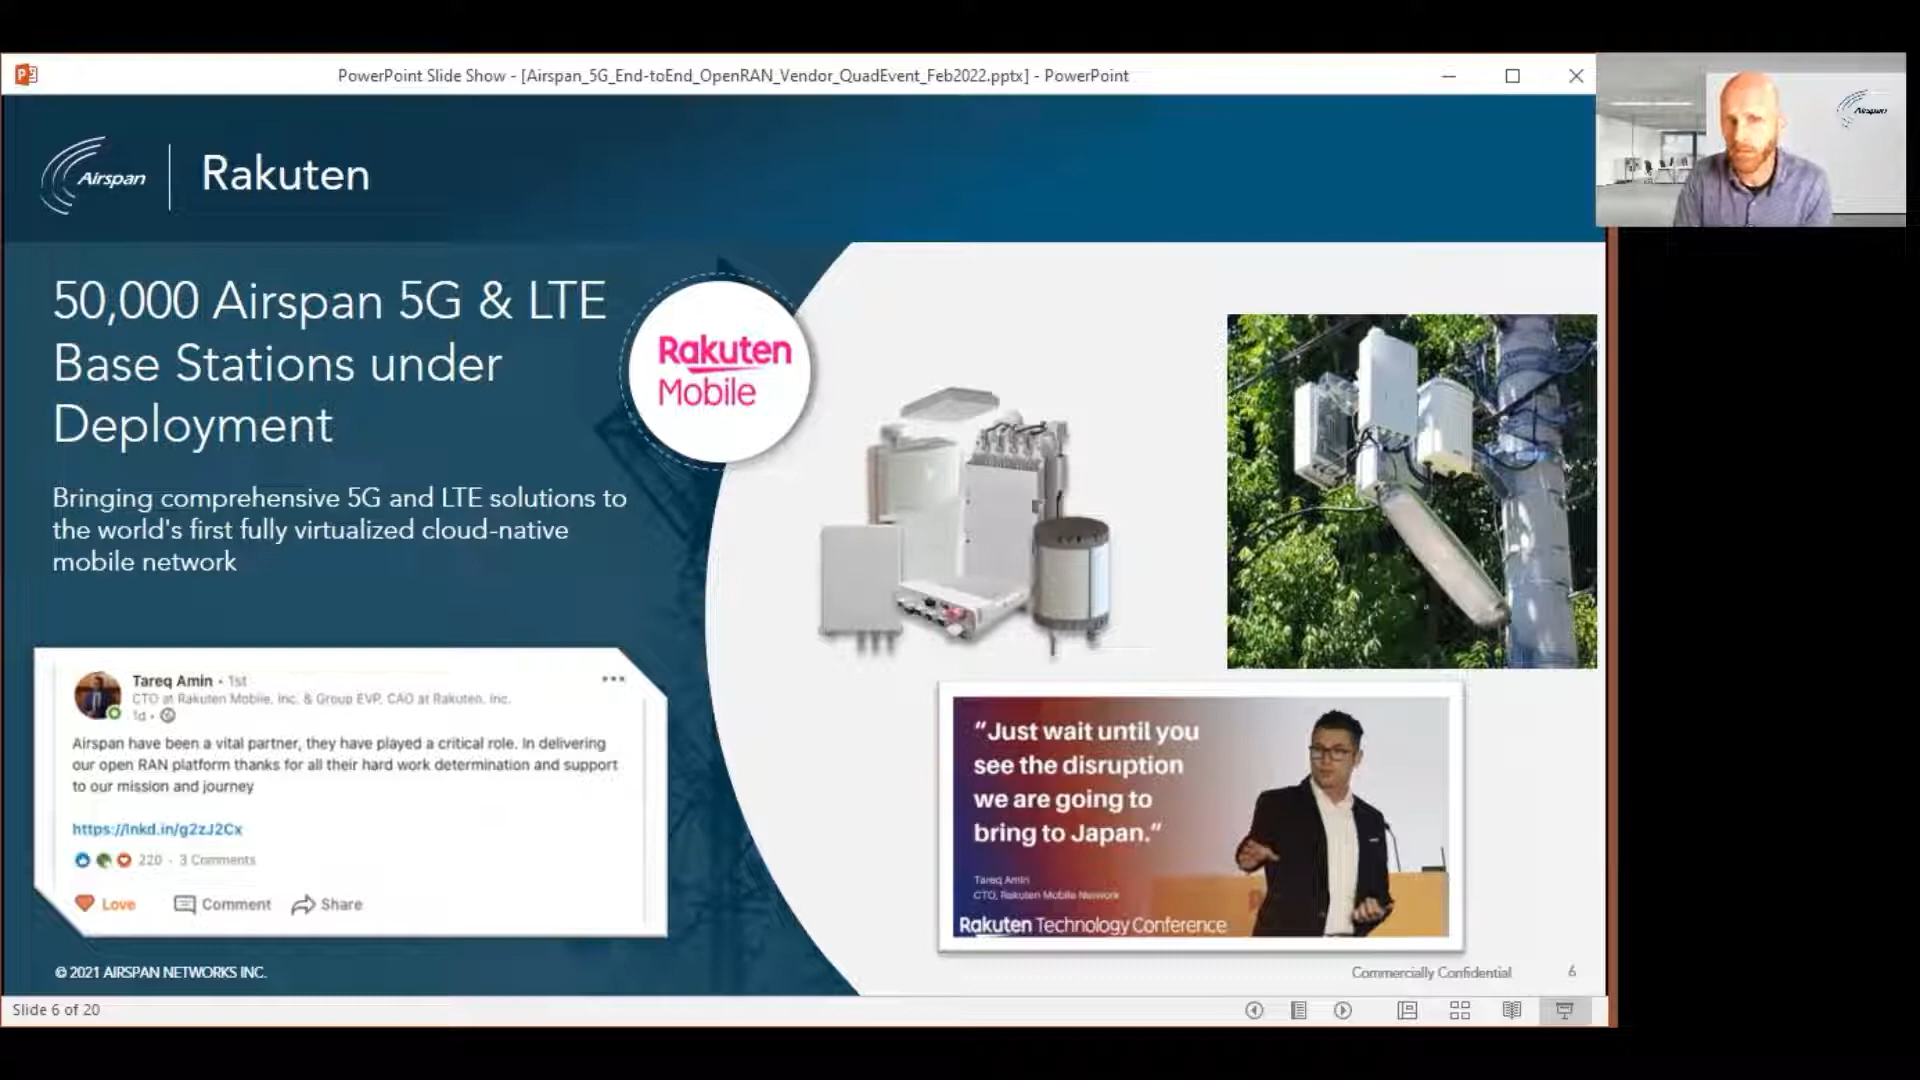 PowerPoint Slide Show - [Airspan_5G_End-toEnd_OpenRAN_Vendor_QuadEvent_Feb2022.pptx] - PowerPoint
Airspan
Airspan
Rakuten
50,000 Airspan 5G & LTE
Base Stations under
Deployment
Rakuten
Mobile
Bringing comprehensive 5G and LTE solutions to
the world's first fully virtualized cloud-native
mobile network
Tareq Amin • 1st
CTO at Rakuten Mobile, Inc. & Group EVP, CAO at Rakuten, Inc.
1d •
Airspan have been a vital partner, they have played a critical role. In delivering
our open RAN platform thanks for all their hard work determination and support
to our mission and journey
https://lnkd.in/g2zJ2Cx
220 · 3 Comments
Love Comment Share
“Just wait until you
see the disruption
we are going to
bring to Japan.”
Tareq Amin
CTO, Rakuten Mobile Network
Rakuten Technology Conference
© 2021 AIRSPAN NETWORKS INC.
Commercially Confidential 6
Slide 6 of 20